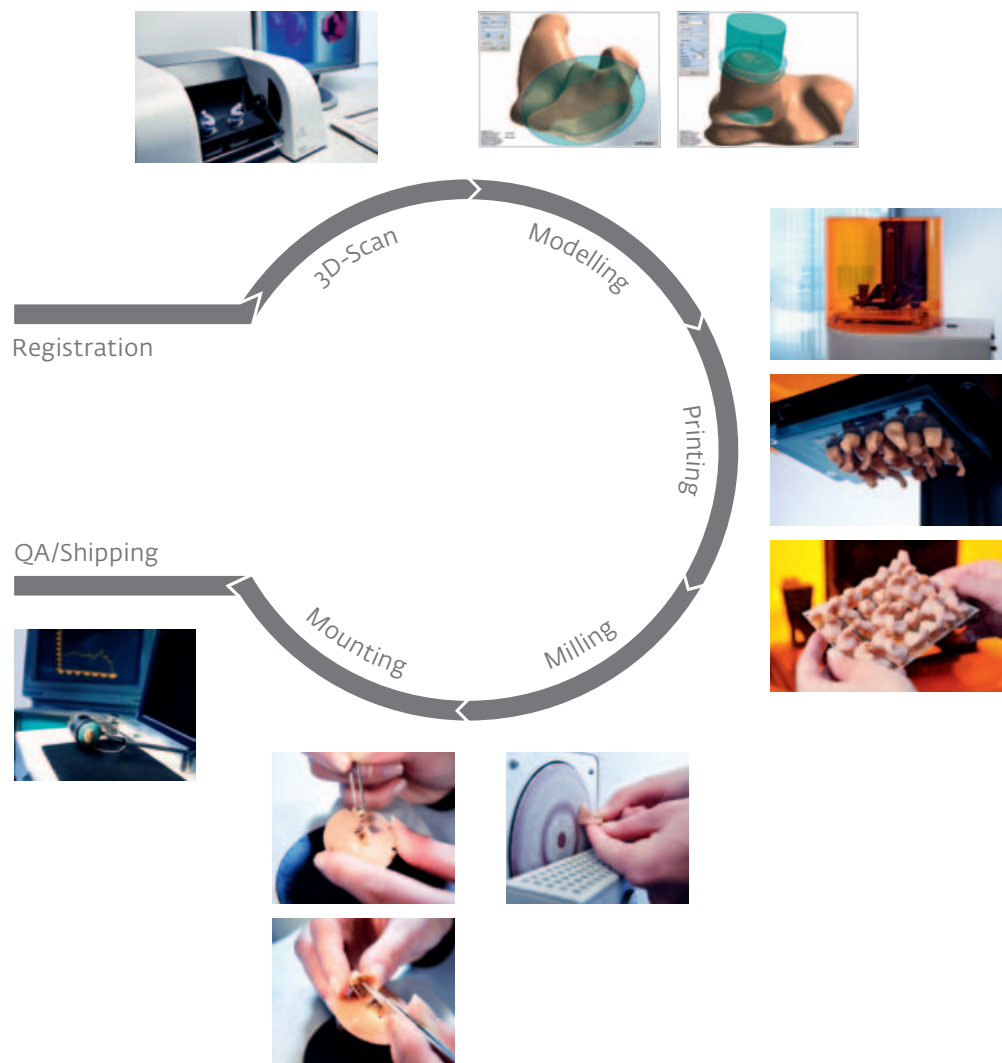 Registration
3D-Scan
Modelling
Printing
Milling
Mounting
QA/Shipping